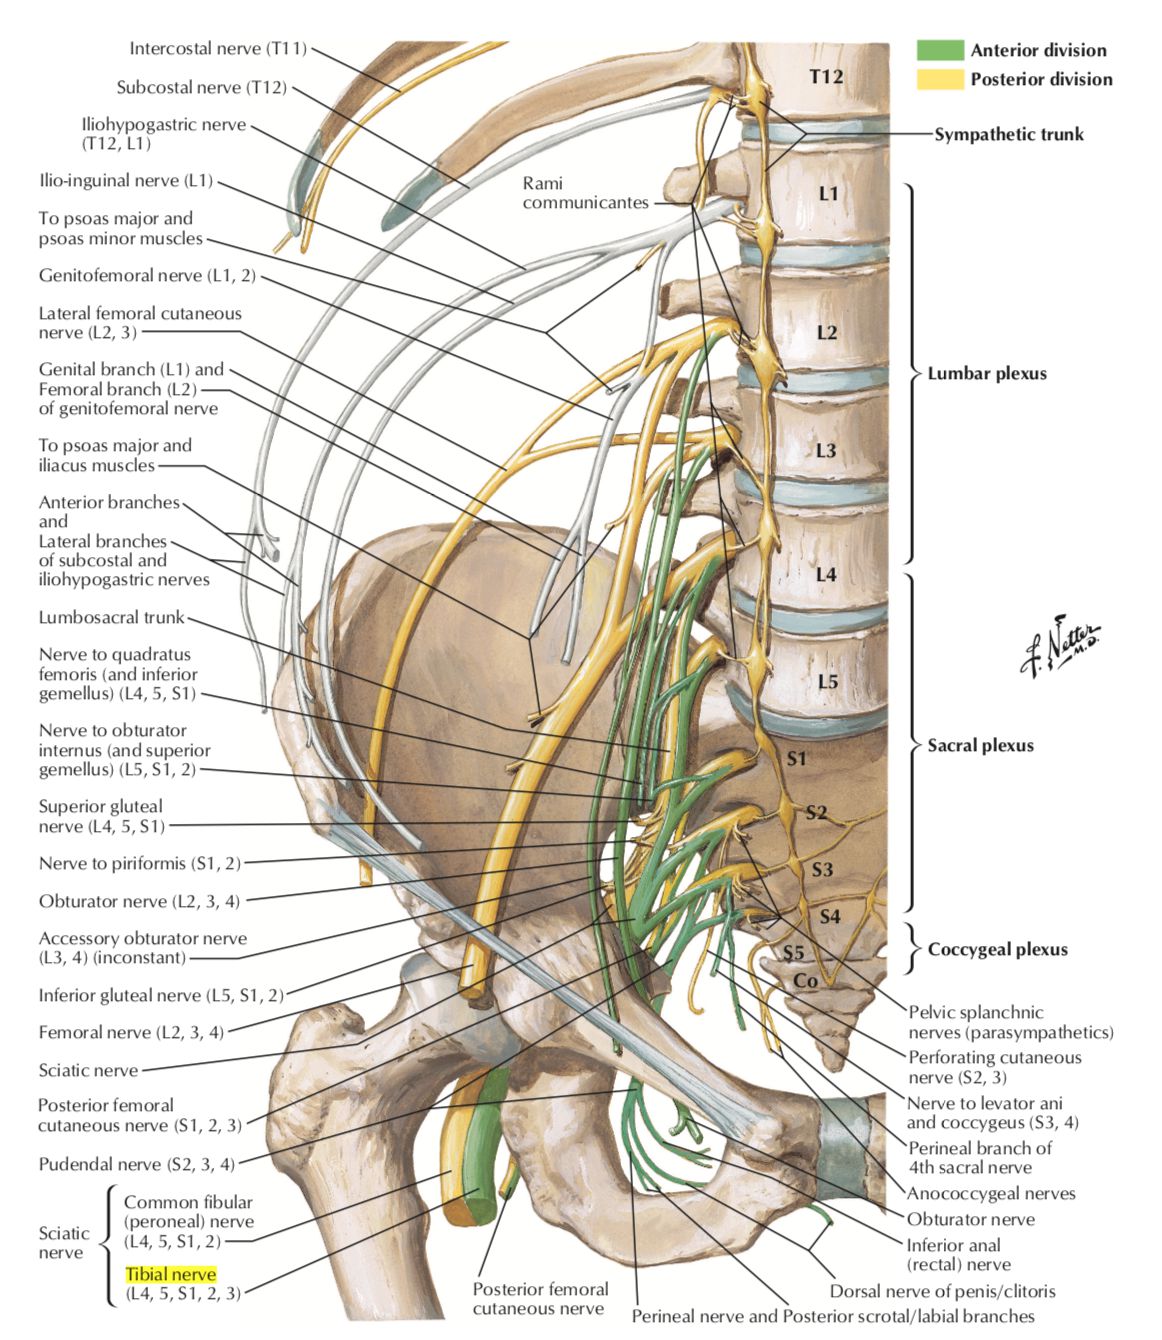 Intercostal nerve (T11)
Subcostal nerve (T12)
Iliohypogastric nerve
(T12, L1)
Ilio-inguinal nerve (L1)
To psoas major and
psoas minor muscles
Genitofemoral nerve (L1, 2)
Lateral femoral cutaneous
nerve (L2, 3)
Genital branch (L1) and
Femoral branch (L2)
of genitofemoral nerve
To psoas major and
iliacus muscles
Anterior branches
and
Lateral branches
of subcostal and
iliohypogastric nerves
Lumbosacral trunk
Nerve to quadratus
femoris (and inferior
gemellus) (L4, 5, S1)
Nerve to obturator
internus (and superior
gemellus) (L5, S1, 2)
Superior gluteal
nerve (L4, 5, S1)
Nerve to piriformis (S1, 2)
Obturator nerve (L2, 3, 4)
Accessory obturator nerve
(L3, 4) (inconstant)
Inferior gluteal nerve (L5, S1, 2)
Femoral nerve (L2, 3, 4)
Sciatic nerve
Posterior femoral
cutaneous nerve (S1, 2, 3)
Pudendal nerve (S2, 3, 4)
Sciatic
nerve
Common fibular
(peroneal) nerve
(L4, 5, S1, 2)
Tibial nerve
(L4, 5, S1, 2, 3)
Rami
communicantes
T12
L1
L2
L3
L4
L5
S1
S2
S3
S4
S5
Co
Anterior division
Posterior division
Sympathetic trunk
Lumbar plexus
F. Netter
M.D.
Sacral plexus
Coccygeal plexus
Pelvic splanchnic
nerves (parasympathetics)
Perforating cutaneous
nerve (S2, 3)
Nerve to levator ani
and coccygeus (S3, 4)
Perineal branch of
4th sacral nerve
Anococcygeal nerves
Obturator nerve
Inferior anal
(rectal) nerve
Dorsal nerve of penis/clitoris
Posterior femoral
cutaneous nerve
Perineal nerve and Posterior scrotal/labial branches